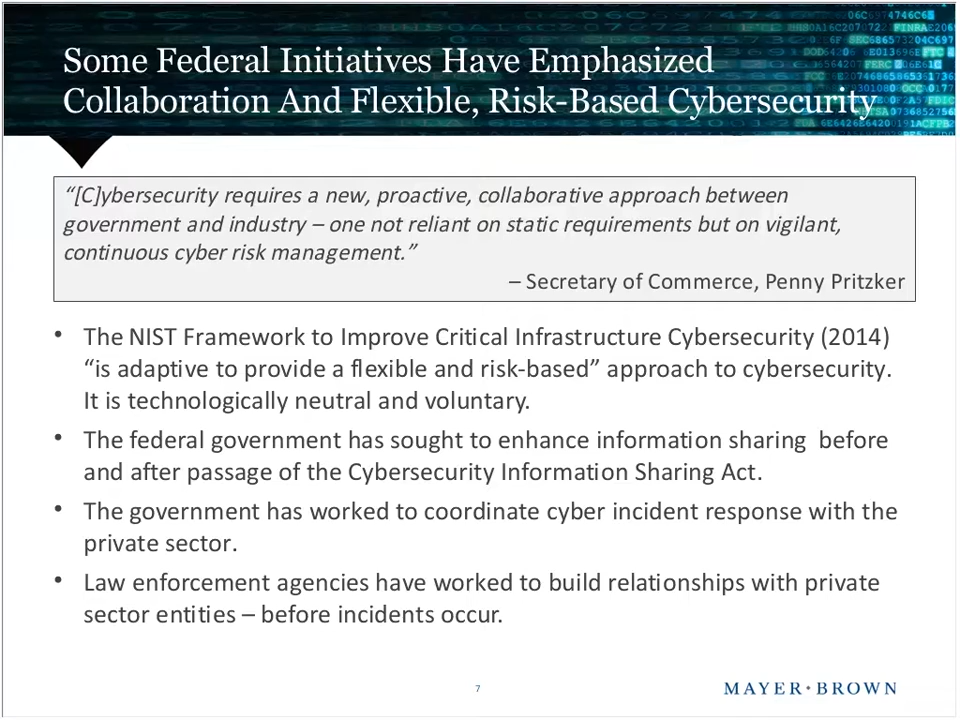 Some Federal Initiatives Have Emphasized
Collaboration And Flexible, Risk-Based Cybersecurity
“[C]ybersecurity requires a new, proactive, collaborative approach between
government and industry – one not reliant on static requirements but on vigilant,
continuous cyber risk management.”
– Secretary of Commerce, Penny Pritzker
• The NIST Framework to Improve Critical Infrastructure Cybersecurity (2014)
“is adaptive to provide a flexible and risk-based” approach to cybersecurity.
It is technologically neutral and voluntary.
• The federal government has sought to enhance information sharing  before
and after passage of the Cybersecurity Information Sharing Act.
• The government has worked to coordinate cyber incident response with the
private sector.
• Law enforcement agencies have worked to build relationships with private
sector entities – before incidents occur.
7
MAYER•BROWN